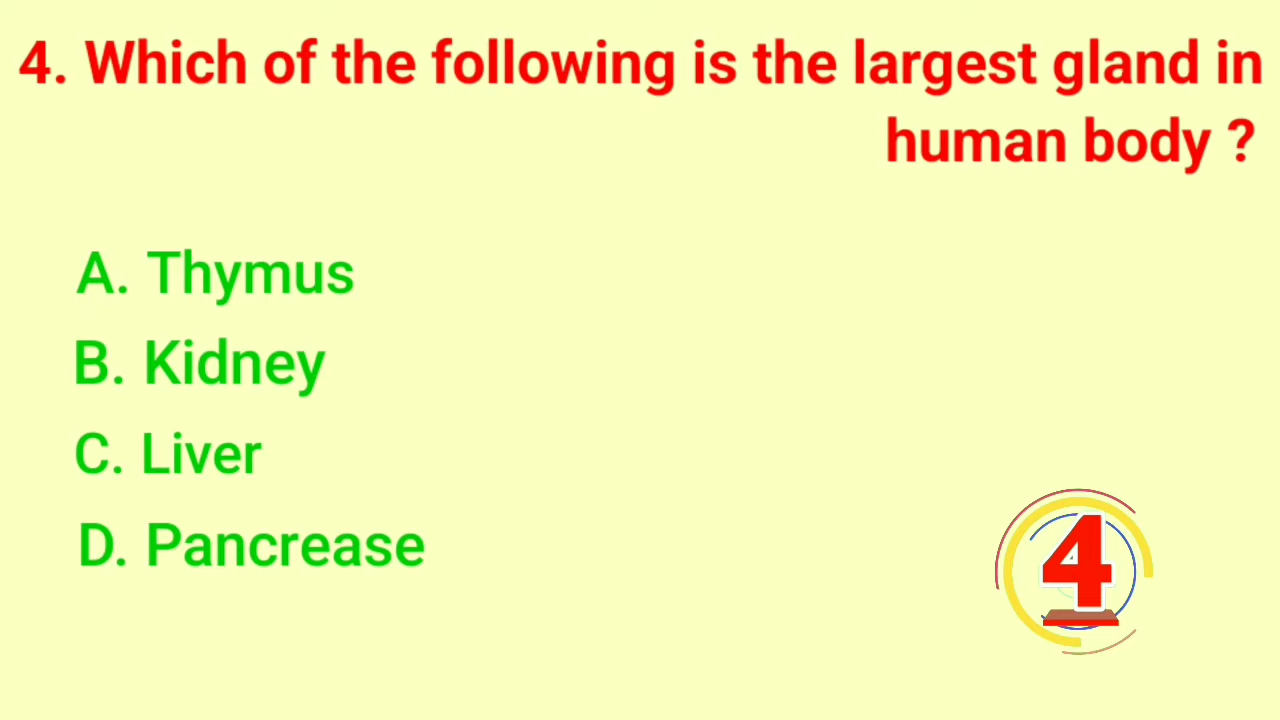 4. Which of the following is the largest gland in
human body ?
A. Thymus
B. Kidney
C. Liver
D. Pancrease
4